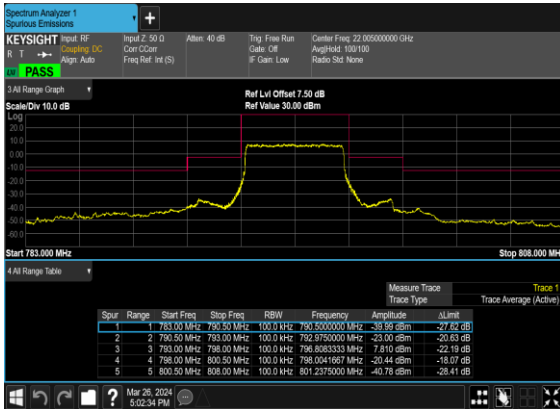 Spectrum Analyzer 1
Spurious Emissions
+
KEYSIGHT Input: RF Input Z: 50 Ω Atten: 40 dB Trig: Free Run Center Freq: 22.005000000 GHz
R T Coupling: DC Corr CCorr Gate: Off Avg|Hold: 100/100
Align: Auto Freq Ref: Int (S) IF Gain: Low Radio Std: None
PASS
3 All Range Graph
Scale/Div 10.0 dB
Ref Lvl Offset 7.50 dB
Ref Value 30.00 dBm
Log
20.0
10.0
0.00
-10.0
-20.0
-30.0
-40.0
-50.0
-60.0
Start 783.000 MHz Stop 808.000 MH
4 All Range Table
Measure Trace Trace 1
Trace Type Trace Average (Active)
Spur Range Start Freq Stop Freq RBW Frequency Amplitude ΔLimit
1 1 783.00 MHz 790.50 MHz 100.0 kHz 790.5000000 MHz -39.99 dBm -27.62 dB
2 2 790.50 MHz 793.00 MHz 100.0 kHz 792.9750000 MHz -23.00 dBm -20.63 dB
3 3 793.00 MHz 798.00 MHz 100.0 kHz 796.8083333 MHz 7.810 dBm -22.19 dB
4 4 798.00 MHz 800.50 MHz 100.0 kHz 798.0041667 MHz -20.44 dBm -18.07 dB
5 5 800.50 MHz 808.00 MHz 100.0 kHz 801.2375000 MHz -40.78 dBm -28.41 dB
? Mar 26, 2024
5:02:34 PM